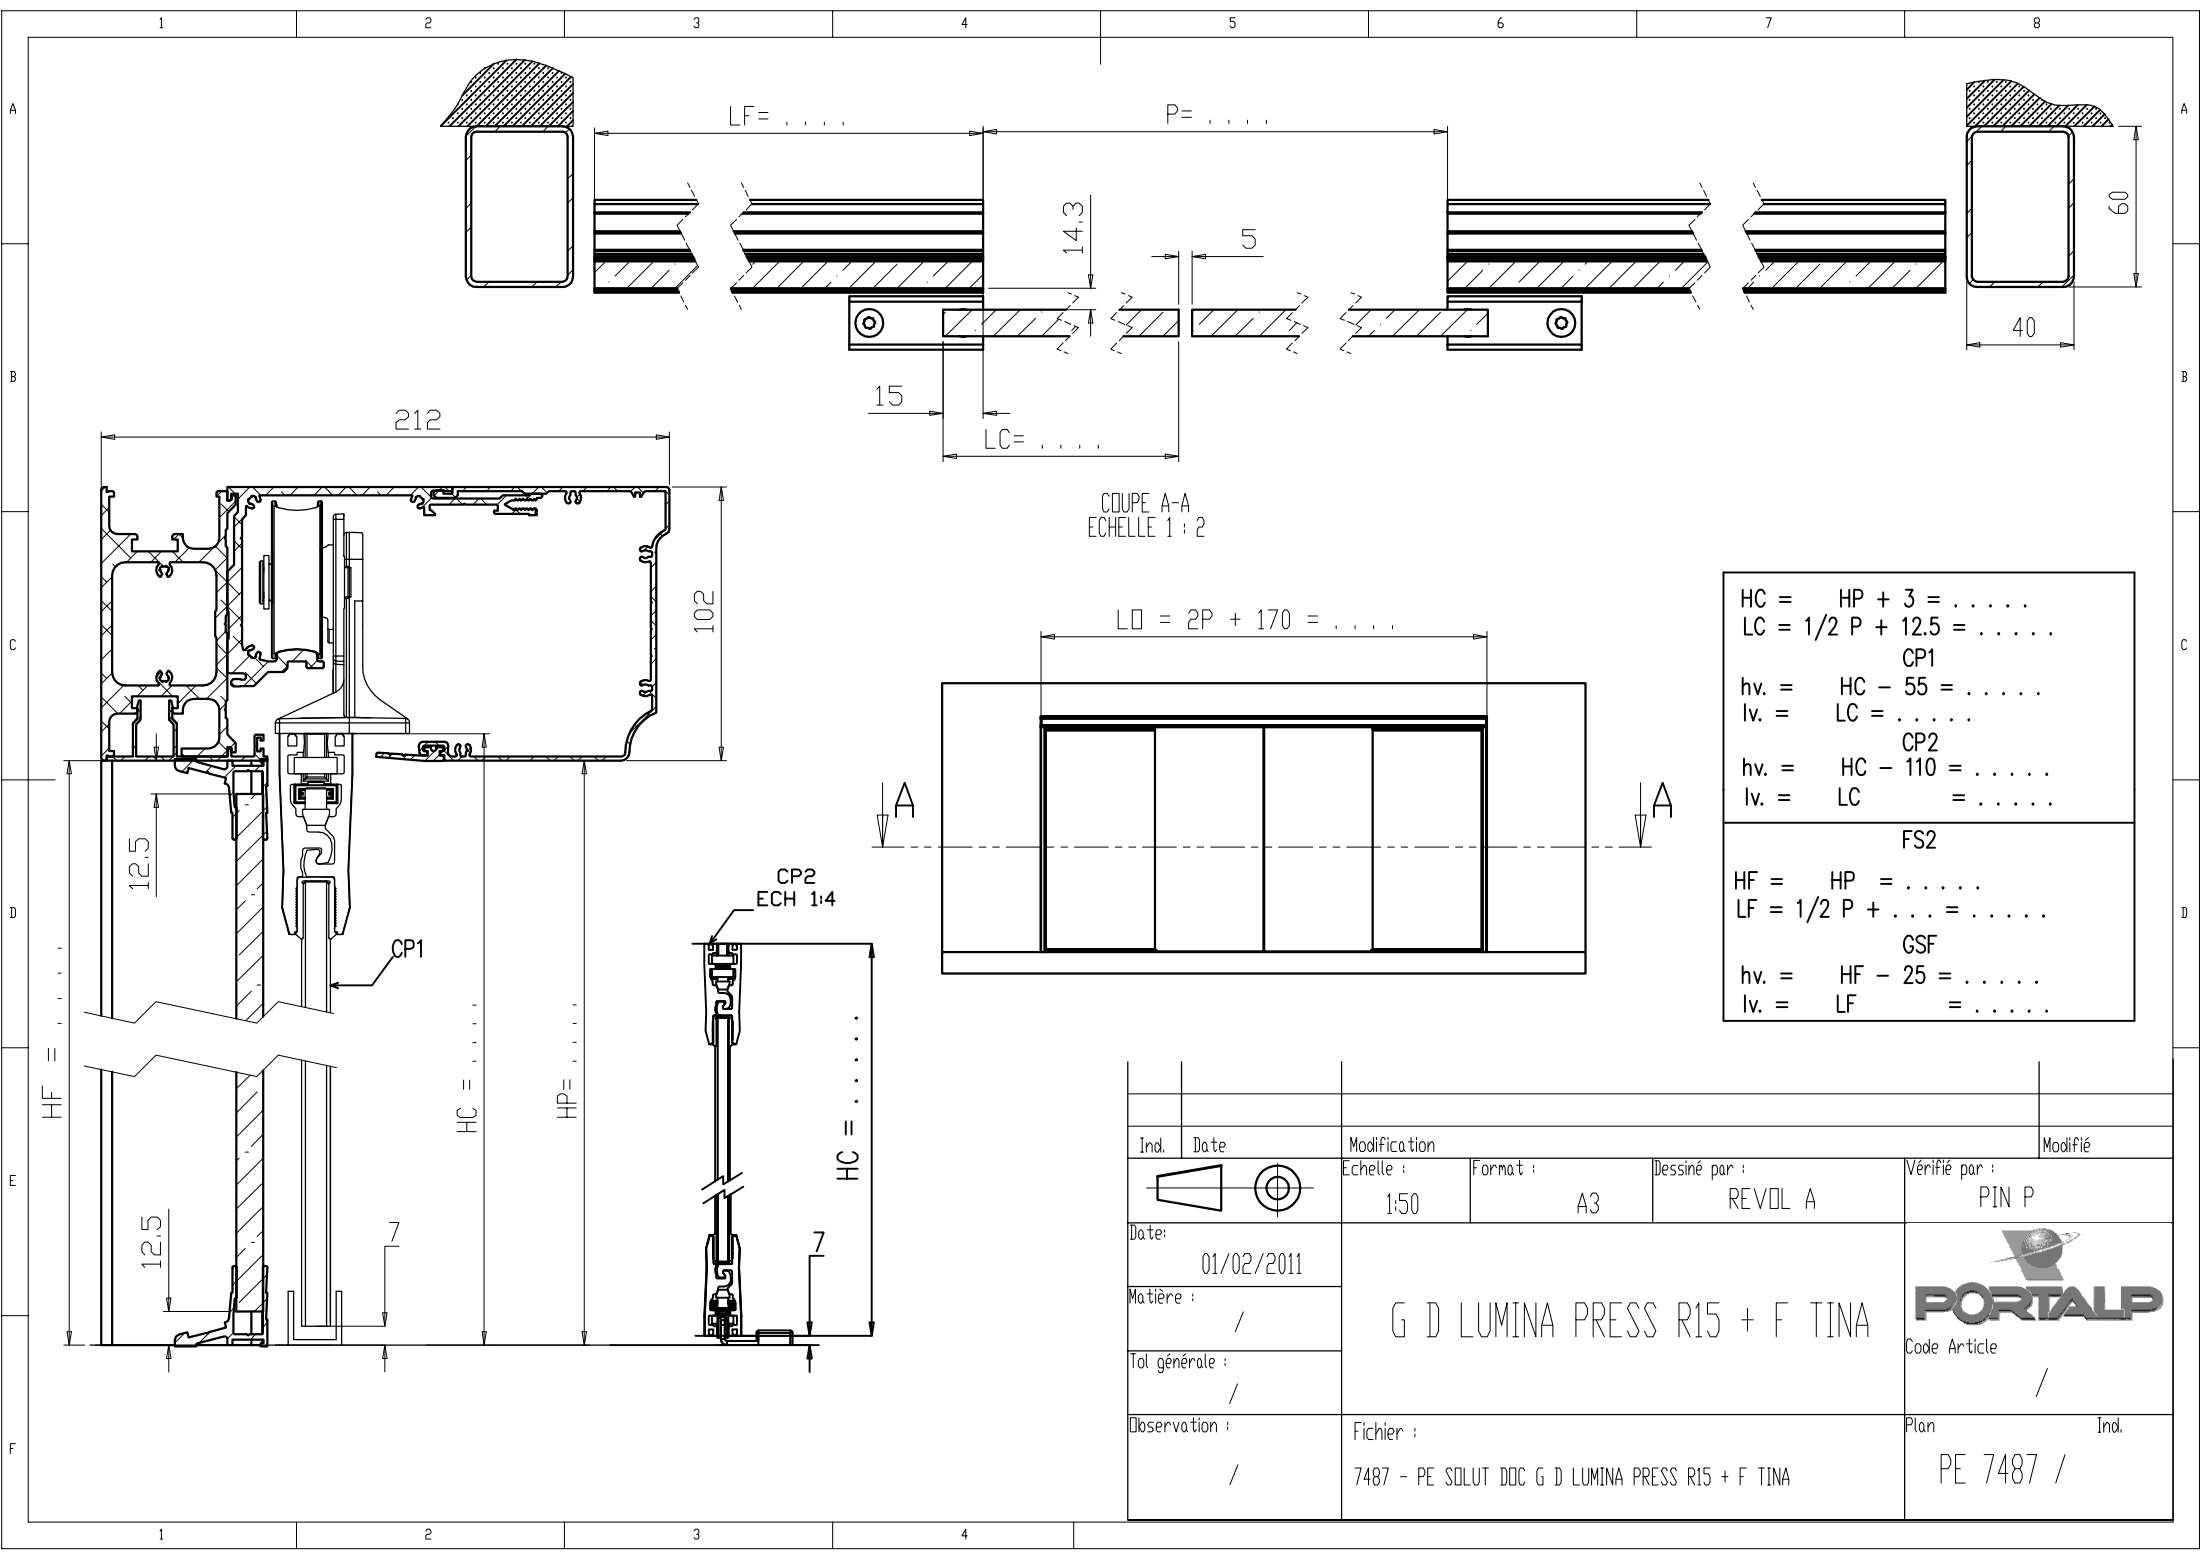 1 2 3 4 5 6 7 8
A A
B B
C C
D D
E
F
LF= . . . .
P= . . . .
14.3
5
60
40
15
LC= . . . .
COUPE A-A
ECHELLE 1 : 2
212
102
12.5
CP1
HF = . . . .
HC = . . . . .
HP= . . . . .
12.5
7
CP2
ECH 1:4
HC = . . . . . .
7
LO = 2P + 170 = . . . .
A A
HC = HP + 3 = . . . . .
LC = 1/2 P + 12.5 = . . . . .
CP1
hv. = HC - 55 = . . . . .
lv. = LC = . . . . .
CP2
hv. = HC - 110 = . . . . .
lv. = LC = . . . . .
FS2
HF = HP = . . . . .
LF = 1/2 P + . . . = . . . . .
GSF
hv. = HF - 25 = . . . . .
lv. = LF = . . . . .
Ind. Date Modification Modifié
Echelle : Format : Dessiné par : Vérifié par :
1:50 A3 REVOL A PIN P
Date:
01/02/2011
Matière :
/
Tol générale :
/
Observation :
/
G D LUMINA PRESS R15 + F TINA
PORTALP
Code Article
/
Fichier :
7487 - PE SOLUT DOC G D LUMINA PRESS R15 + F TINA
Plan Ind.
PE 7487 /
1 2 3 4